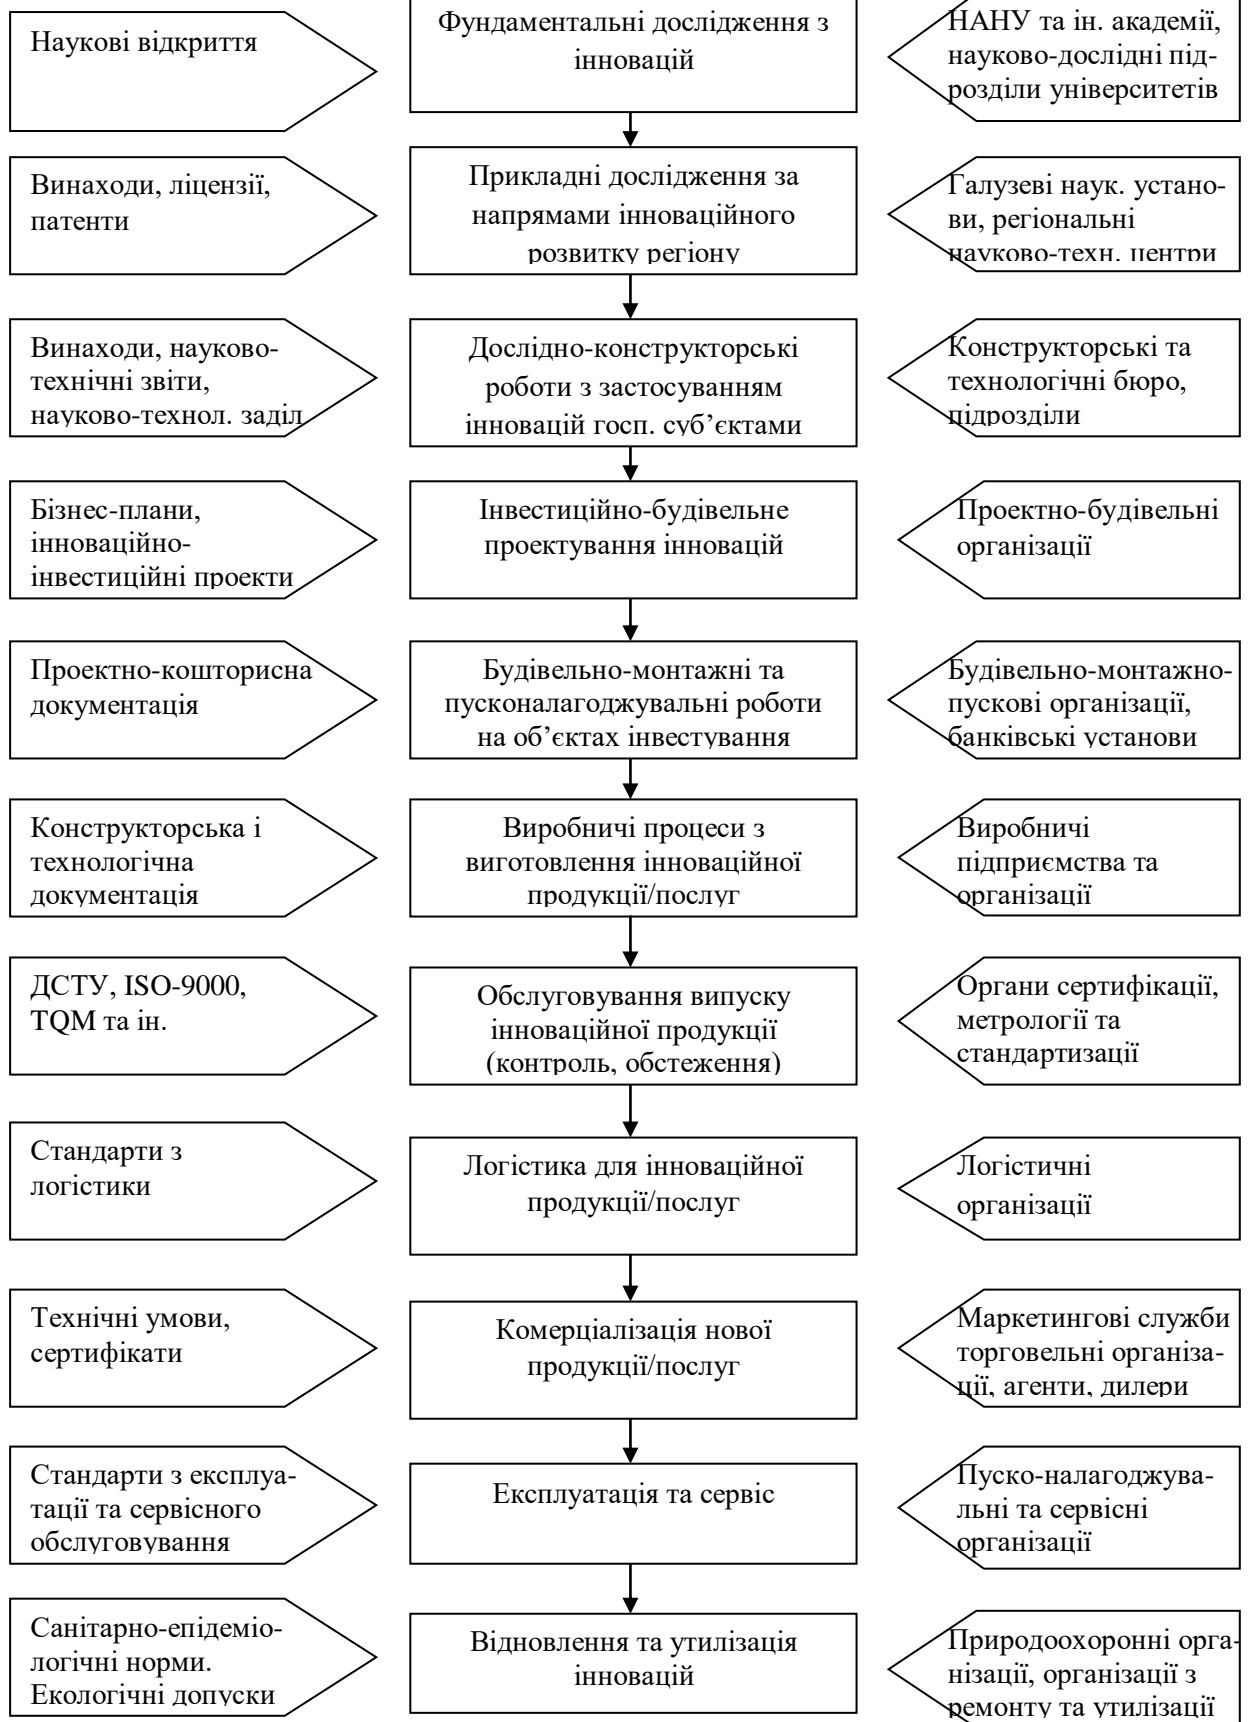 Наукові відкриття
Фундаментальні дослідження з
інновацій
НАНУ та ін. академії,
науково-дослідні під-
розділи університетів
Винаходи, ліцензії,
патенти
Прикладні дослідження за
напрямами інноваційного
розвитку регіону
Галузеві наук. устано-
ви, регіональні
науково-техн. центри
Винаходи, науково-
технічні звіти,
науково-технол. заділ
Дослідно-конструкторські
роботи з застосуванням
інновацій госп. суб’єктами
Конструкторські та
технологічні бюро,
підрозділи
Бізнес-плани,
інноваційно-
інвестиційні проекти
Інвестиційно-будівельне
проектування інновацій
Проектно-будівельні
організації
Проектно-кошторисна
документація
Будівельно-монтажні та
пусконалагоджувальні роботи
на об’єктах інвестування
Будівельно-монтажно-
пускові організації,
банківські установи
Конструкторська і
технологічна
документація
Виробничі процеси з
виготовлення інноваційної
продукції/послуг
Виробничі
підприємства та
організації
ДСТУ, ISO-9000,
TQM та ін.
Обслуговування випуску
інноваційної продукції
(контроль, обстеження)
Органи сертифікації,
метрології та
стандартизації
Стандарти з
логістики
Логістика для інноваційної
продукції/послуг
Логістичні
організації
Технічні умови,
сертифікати
Комерціалізація нової
продукції/послуг
Маркетингові служби
торговельні організа-
ції, агенти, дилери
Стандарти з експлуа-
тації та сервісного
обслуговування
Експлуатація та сервіс
Пуско-налагоджува-
льні та сервісні
організації
Санітарно-епідеміо-
логічні норми.
Екологічні допуски
Відновлення та утилізація
інновацій
Природоохоронні орга-
нізації, організації з
ремонту та утилізації